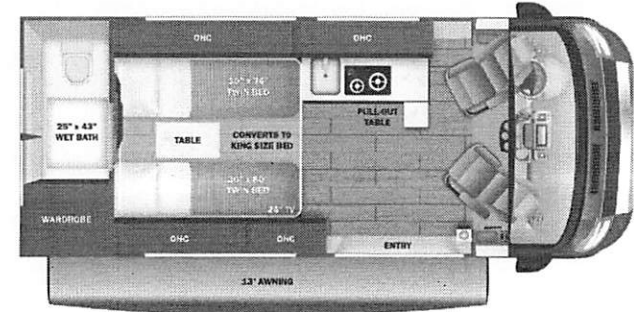 OHC
OHC
TWIN BED
PULL-OUT
TABLE
25" x 43"
WET BATH
TABLE
CONVERTS TO
KING SIZE BED
TWIN BED
WARDROBE
OHC
OHC
ENTRY
13' AWNING